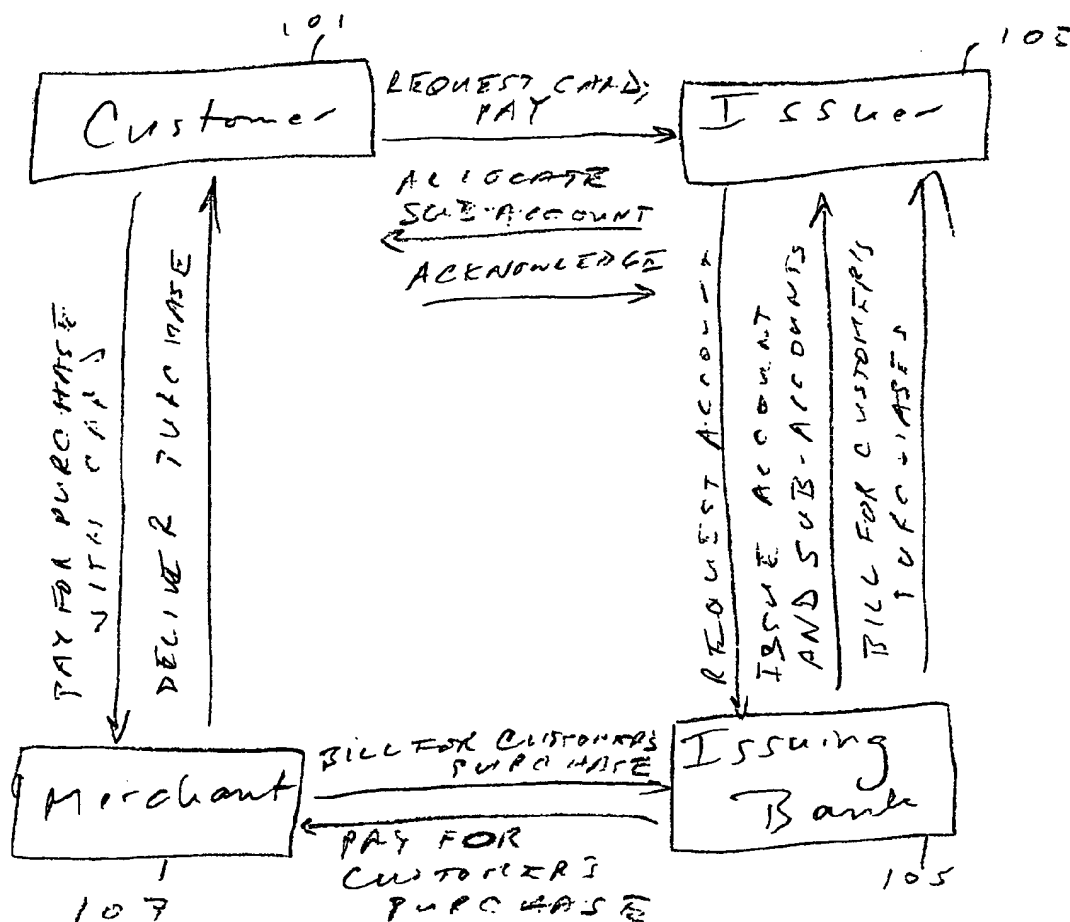 101
Customer
REQUEST CARD,
PAY
105
Issuer
ALLOCATE
SUB-ACCOUNT
ACKNOWLEDGE
PAY FOR PURCHASE
WITH CARD
DELIVER PURCHASE
REQUEST ACCOUNT
ISSUE ACCOUNT
AND SUB-ACCOUNTS
BILL FOR CUSTOMER'S
PURCHASES
Merchant
107
BILL FOR CUSTOMER'S
PURCHASE
PAY FOR
CUSTOMER'S
PURCHASE
Issuing
Bank
105